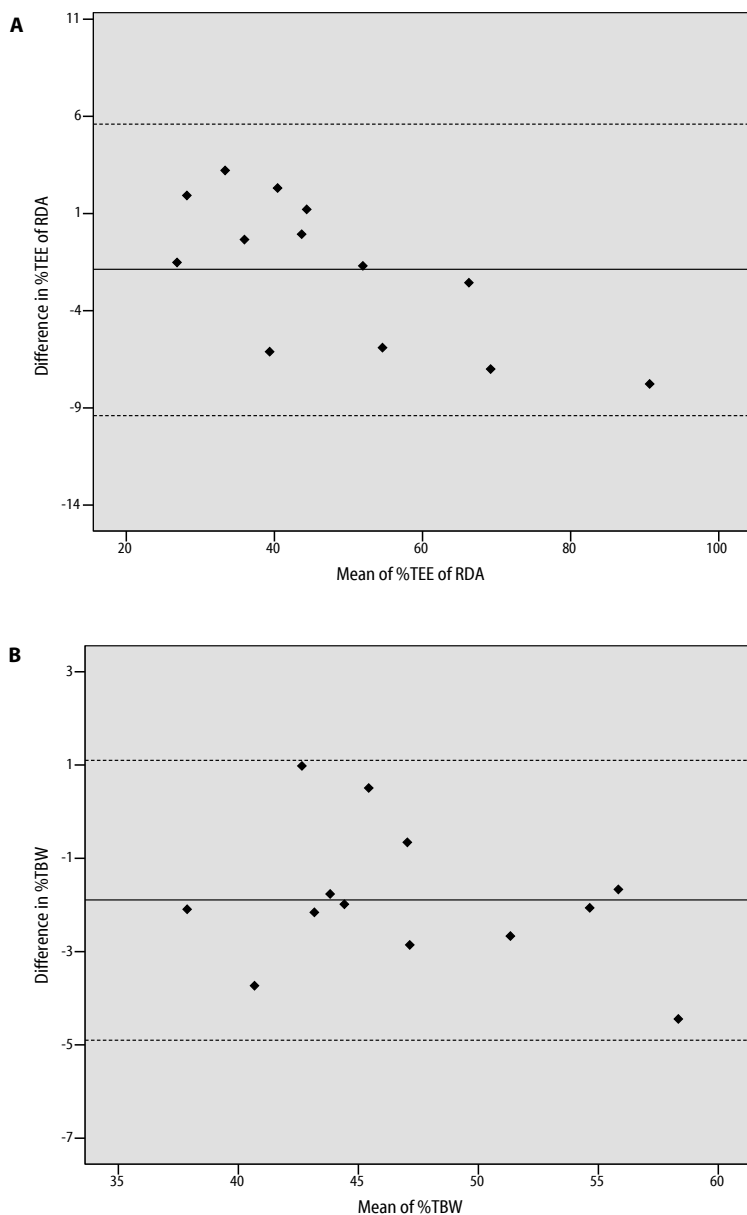 A
11
6
1
-4
-9
-14
Difference in %TEE of RDA
20 40 60 80 100
Mean of %TEE of RDA
B
3
1
-1
-3
-5
-7
Difference in %TBW
35 40 45 50 55 60
Mean of %TBW